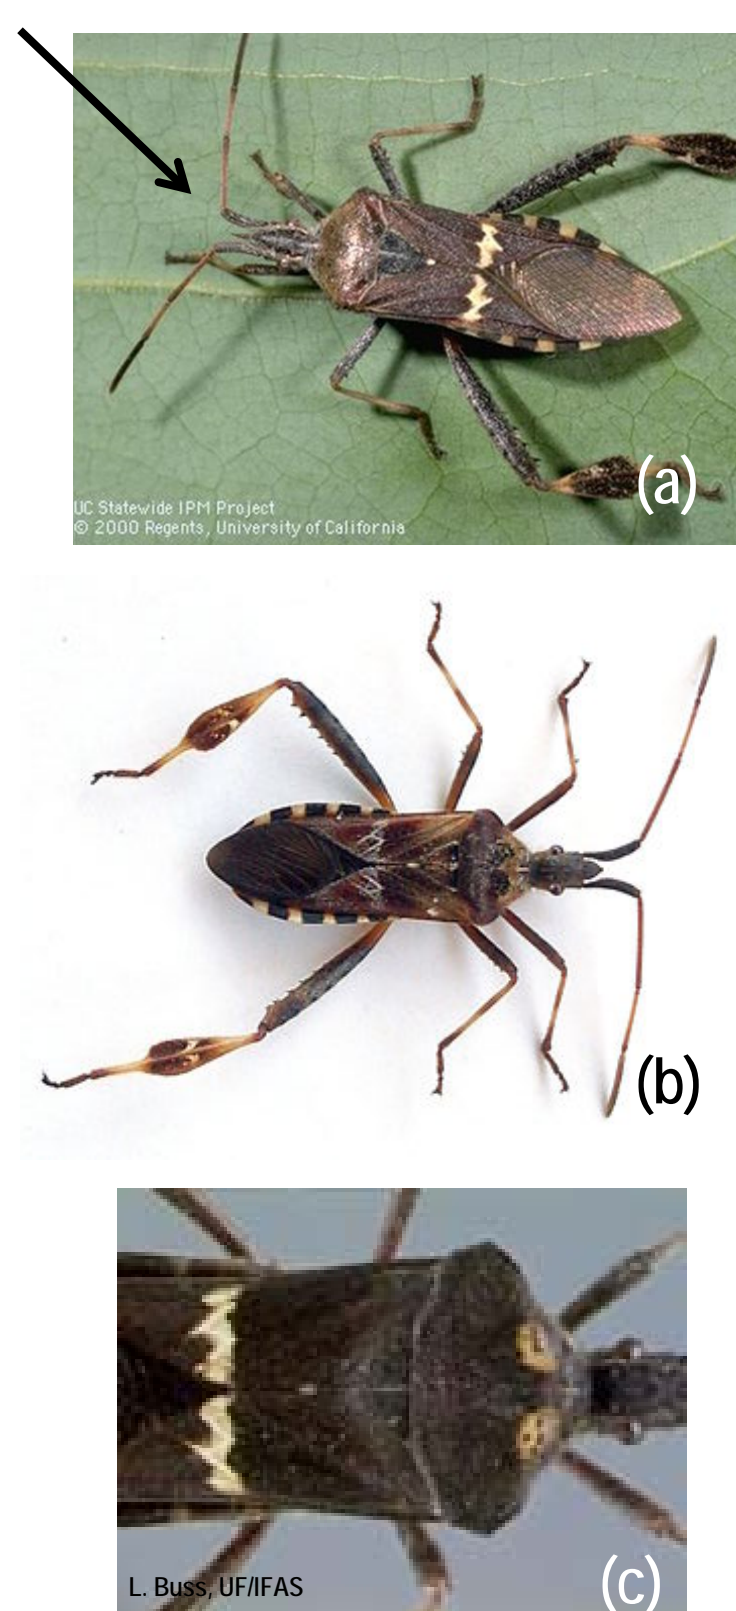 (a)
UC Statewide IPM Project
© 2000 Regents, University of California
(b)
L. Buss, UF/IFAS
(c)